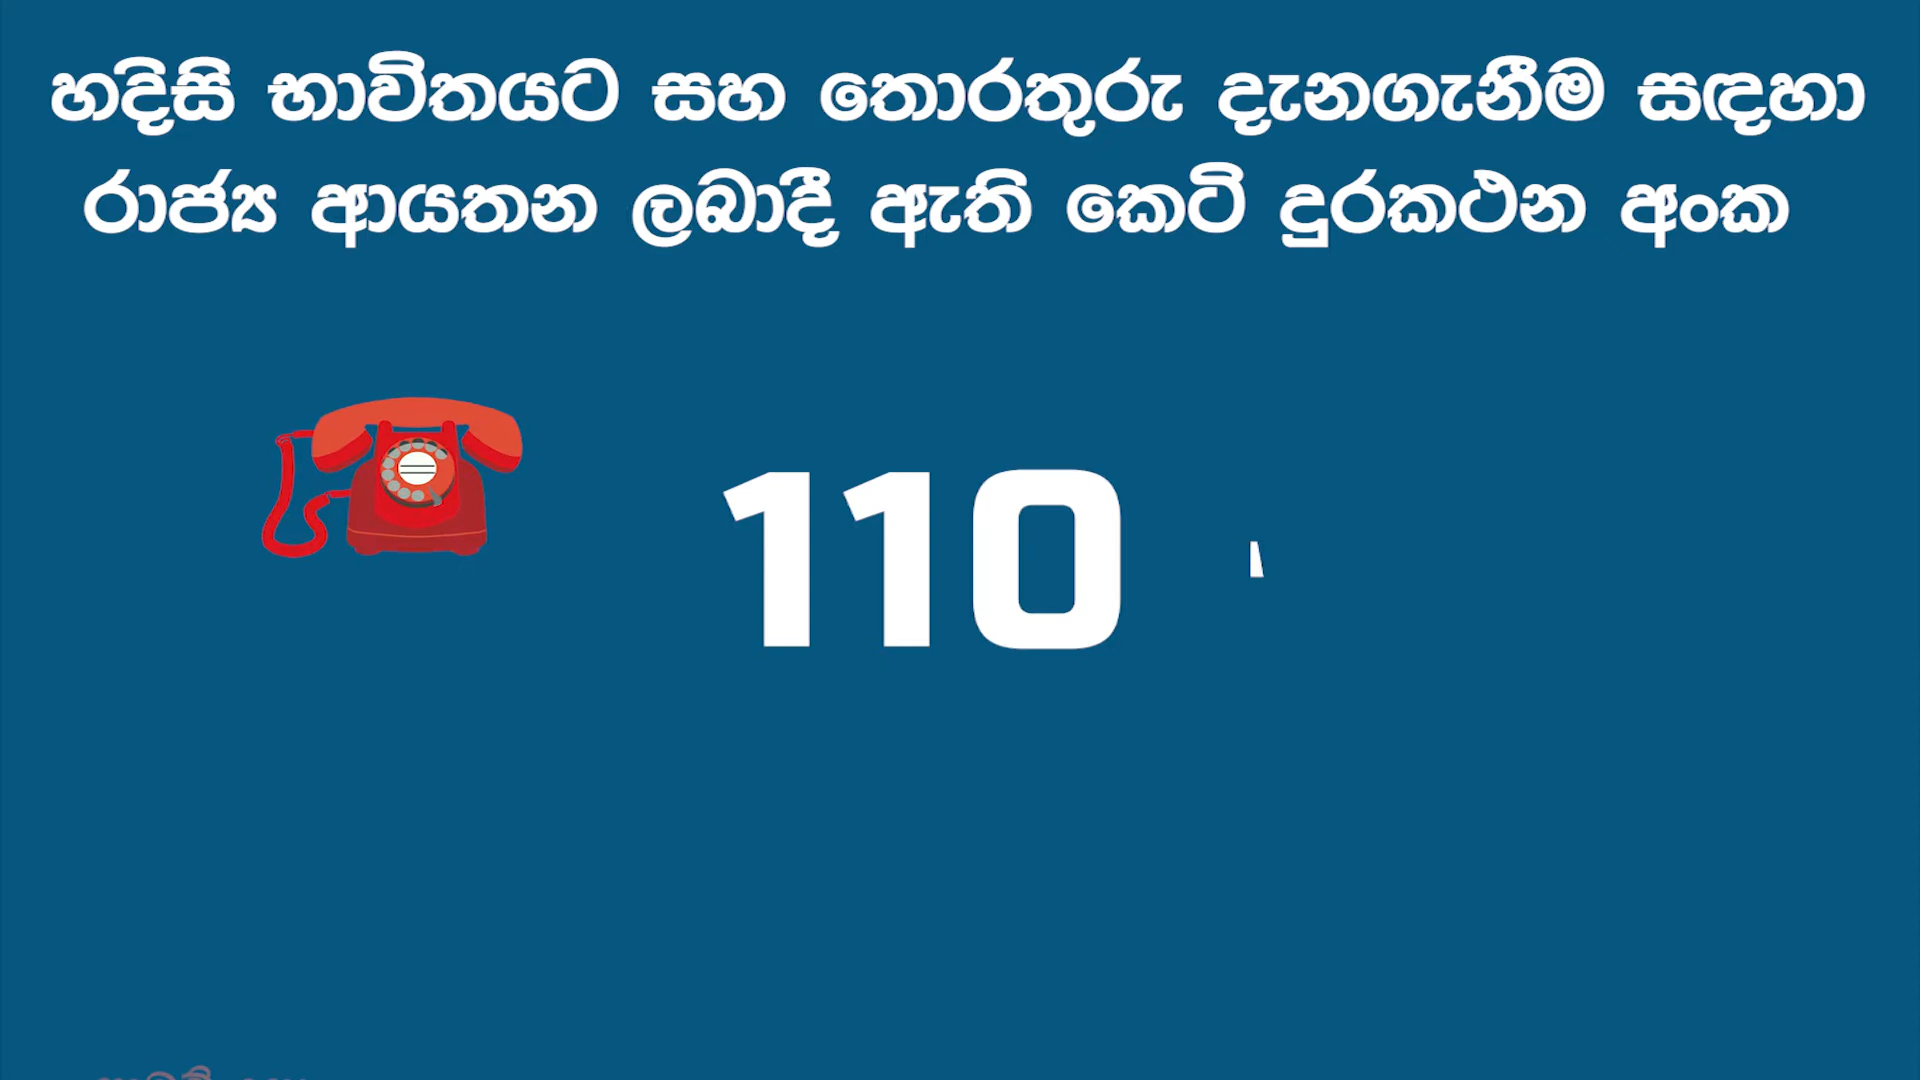 හදිසි භාවිතයට සහ තොරතුරු දැනගැනීම සඳහා
රාජ්‍ය ආයතන ලබාදී ඇති කෙටි දුරකථන අංක
110